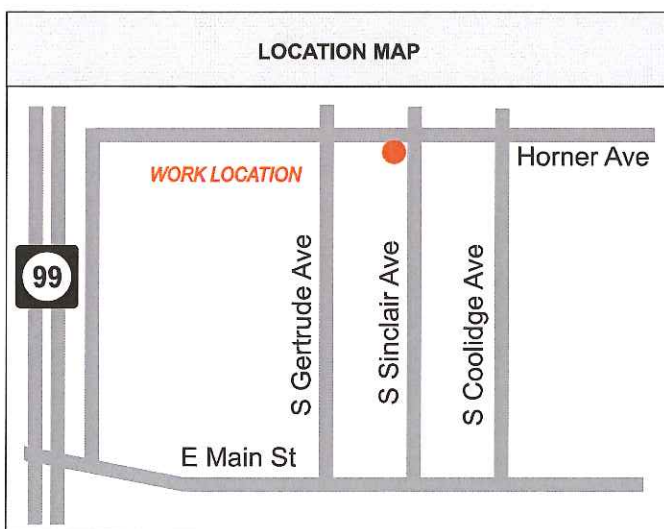 LOCATION MAP
Horner Ave
WORK LOCATION
99
S Gertrude Ave
S Sinclair Ave
S Coolidge Ave
E Main St